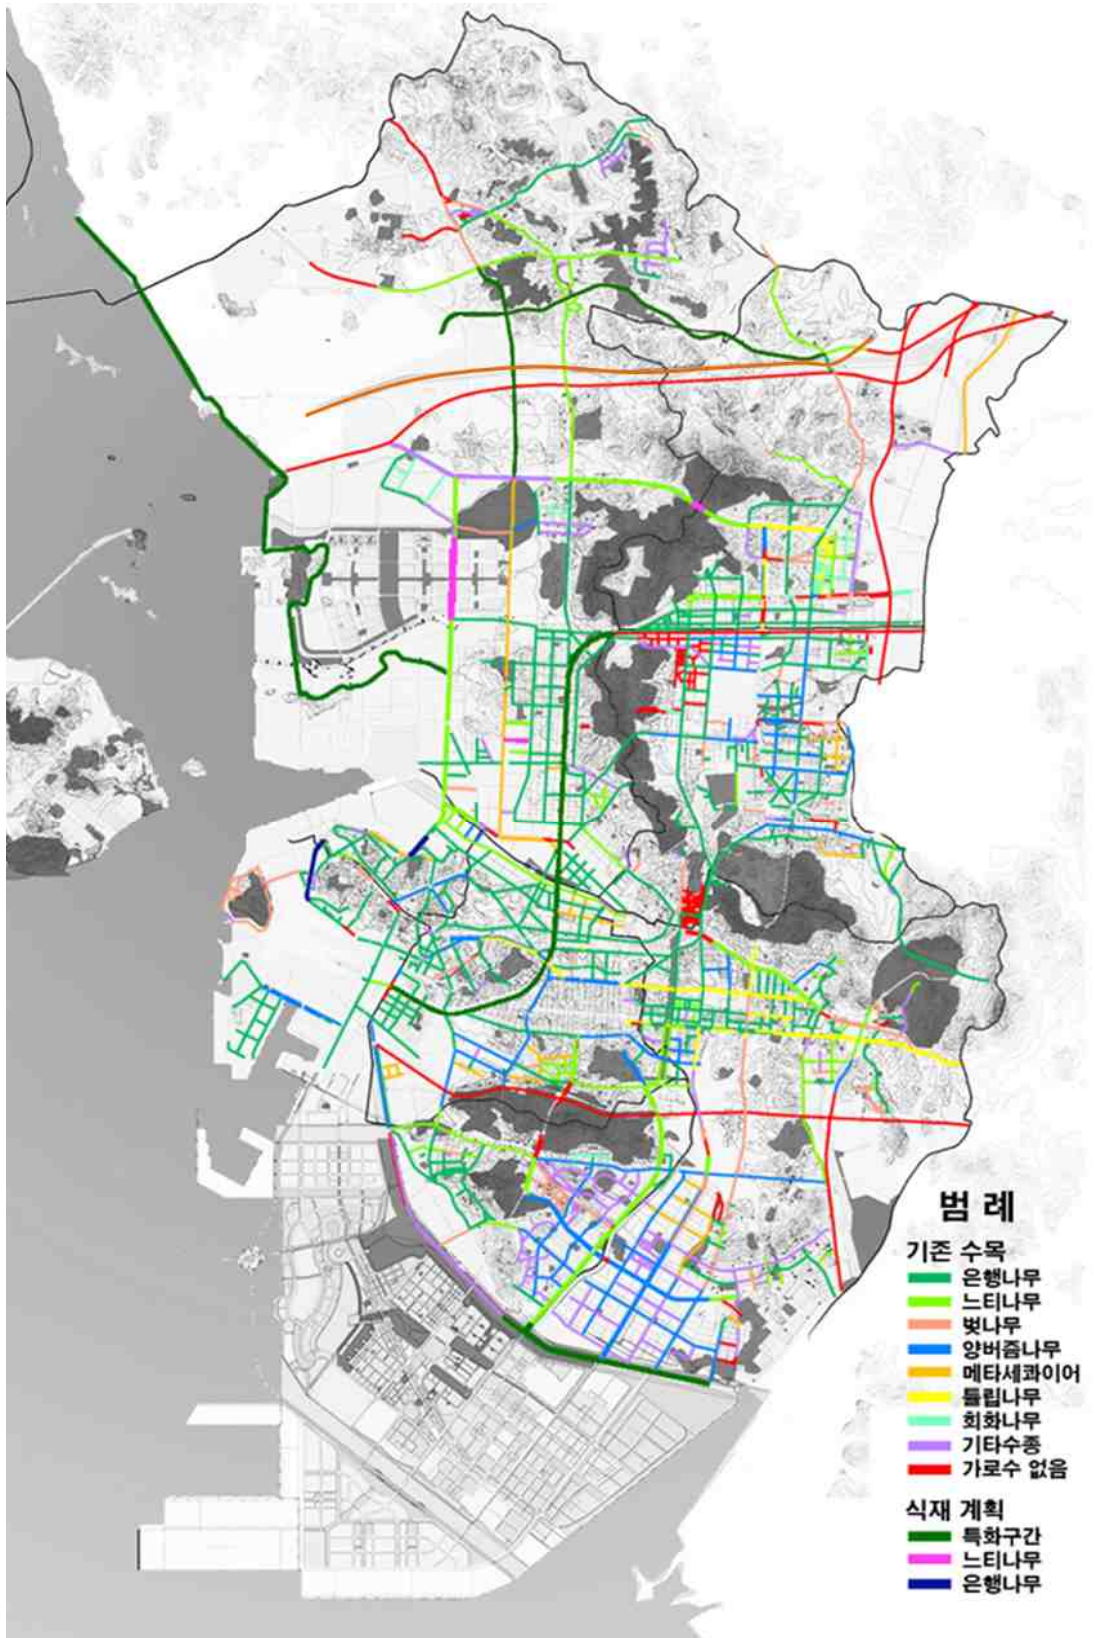 범 례
기존 수목
은행나무
느티나무
벚나무
양버즘나무
메타세콰이어
튤립나무
회화나무
기타수종
가로수 없음
식재 계획
특화구간
느티나무
은행나무